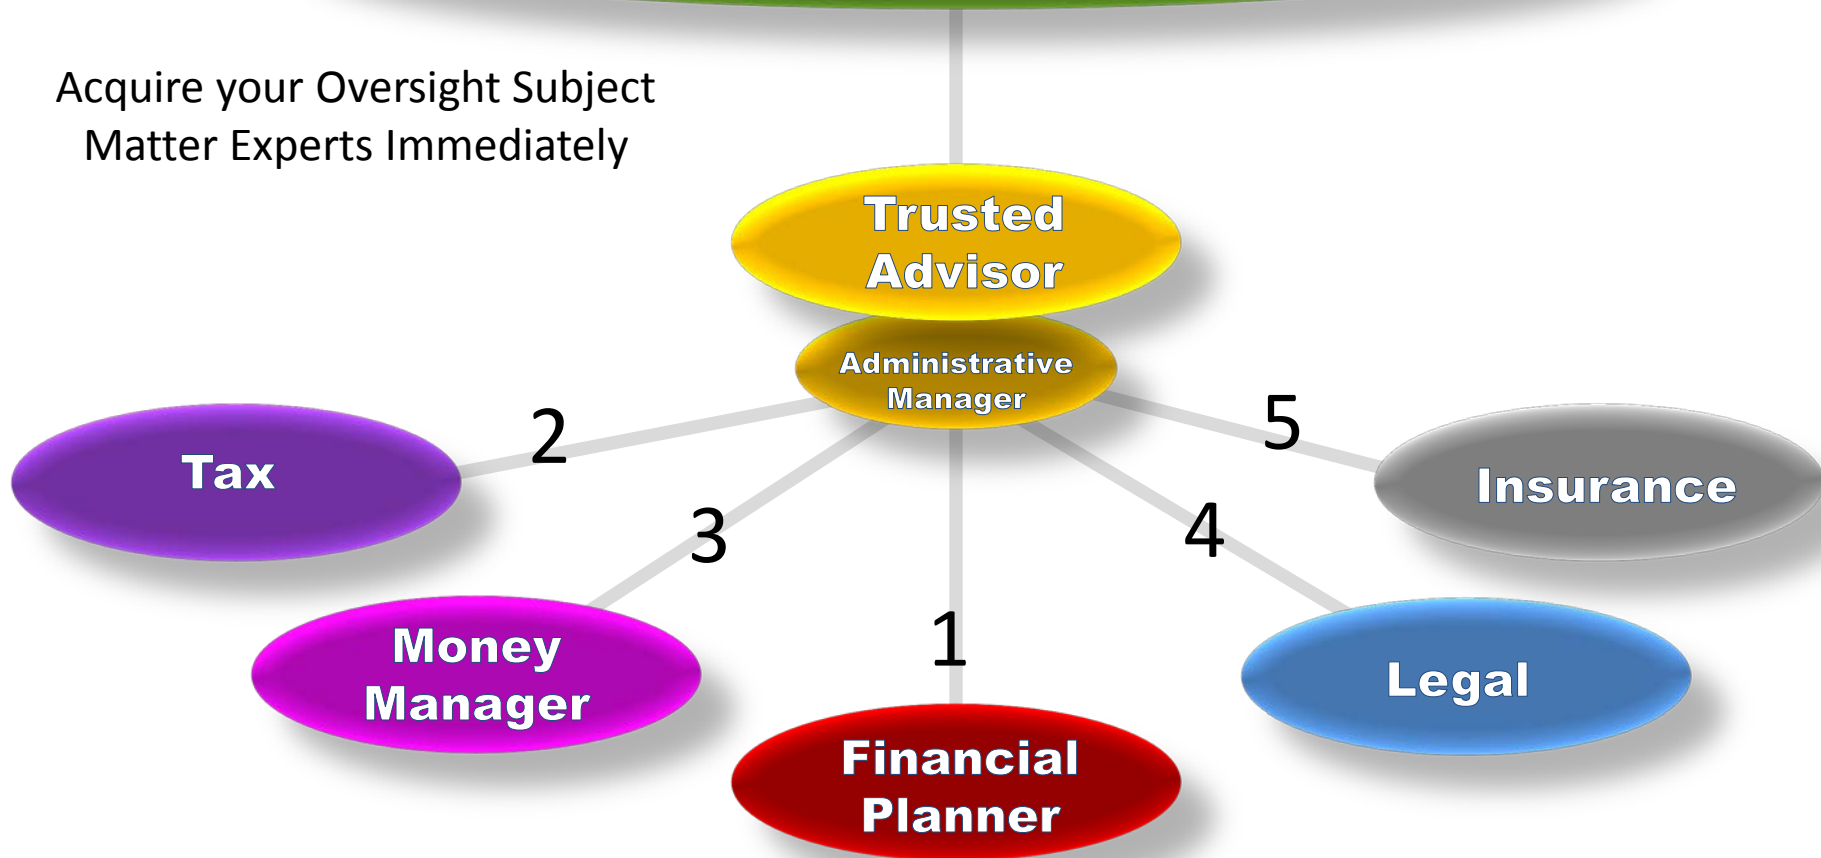 Acquire your Oversight Subject
Matter Experts Immediately
Trusted
Advisor
Administrative
Manager
2
5
Tax
Insurance
3
4
Money
Manager
1
Legal
Financial
Planner